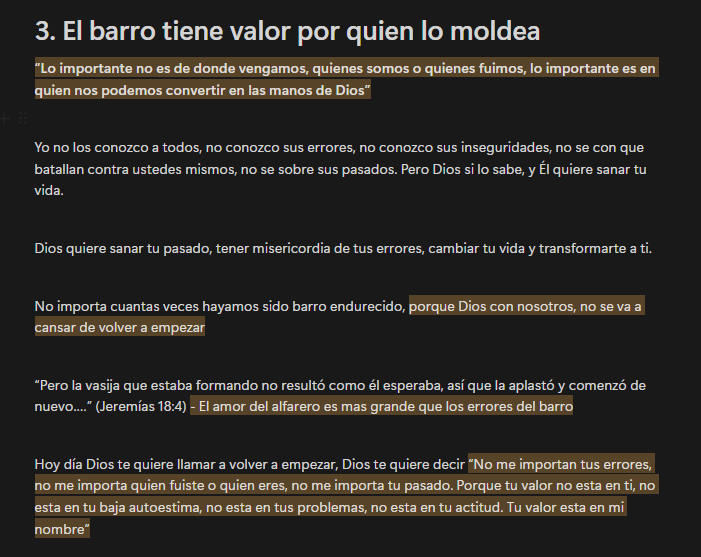 3. El barro tiene valor por quien lo moldea
“Lo importante no es de donde vengamos, quienes somos o quienes fuimos, lo importante es en
quien nos podemos convertir en las manos de Dios”
Yo no los conozco a todos, no conozco sus errores, no conozco sus inseguridades, no se con que
batallan contra ustedes mismos, no se sobre sus pasados. Pero Dios si lo sabe, y Él quiere sanar tu
vida.
Dios quiere sanar tu pasado, tener misericordia de tus errores, cambiar tu vida y transformarte a ti.
No importa cuantas veces hayamos sido barro endurecido, porque Dios con nosotros, no se va a
cansar de volver a empezar
“Pero la vasija que estaba formando no resultó como él esperaba, así que la aplastó y comenzó de
nuevo....” (Jeremías 18:4) - El amor del alfarero es mas grande que los errores del barro
Hoy día Dios te quiere llamar a volver a empezar, Dios te quiere decir “No me importan tus errores,
no me importa quien fuiste o quien eres, no me importa tu pasado. Porque tu valor no esta en ti, no
esta en tu baja autoestima, no esta en tus problemas, no esta en tu actitud. Tu valor esta en mi
nombre”